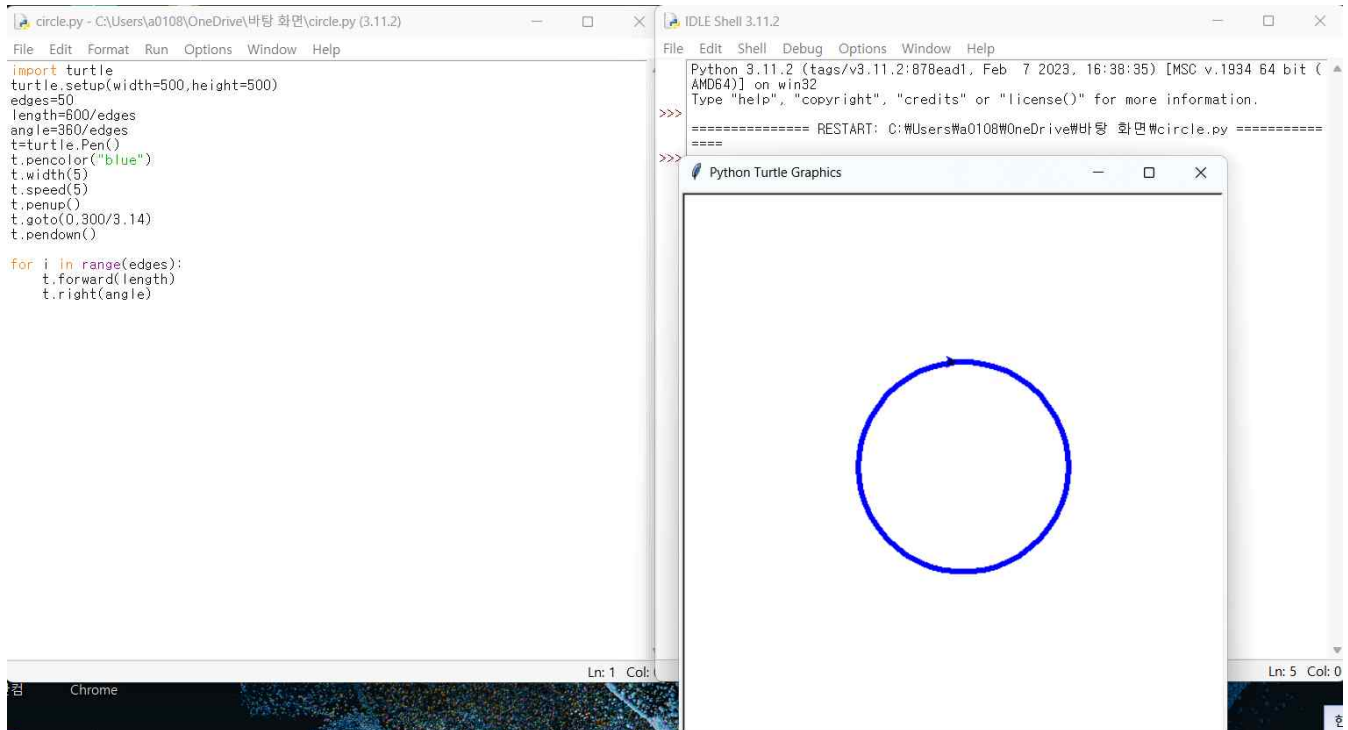 circle.py - C:\Users\a0108\OneDrive\바탕 화면\circle.py (3.11.2)
File Edit Format Run Options Window Help
import turtle
turtle.setup(width=500,height=500)
edges=50
length=600/edges
angle=360/edges
t=turtle.Pen()
t.pencolor("blue")
t.width(5)
t.speed(5)
t.penup()
t.goto(0,300/3.14)
t.pendown()
for i in range(edges):
    t.forward(length)
    t.right(angle)
Ln: 1 Col:
IDLE Shell 3.11.2
File Edit Shell Debug Options Window Help
Python 3.11.2 (tags/v3.11.2:878ead1, Feb  7 2023, 16:38:35) [MSC v.1934 64 bit (
AMD64)] on win32
Type "help", "copyright", "credits" or "license()" for more information.
>>>
=============== RESTART: C:₩Users₩a0108₩OneDrive₩바탕 화면₩circle.py ===========
====
>>>
Python Turtle Graphics
Ln: 5 Col: 0
Chrome